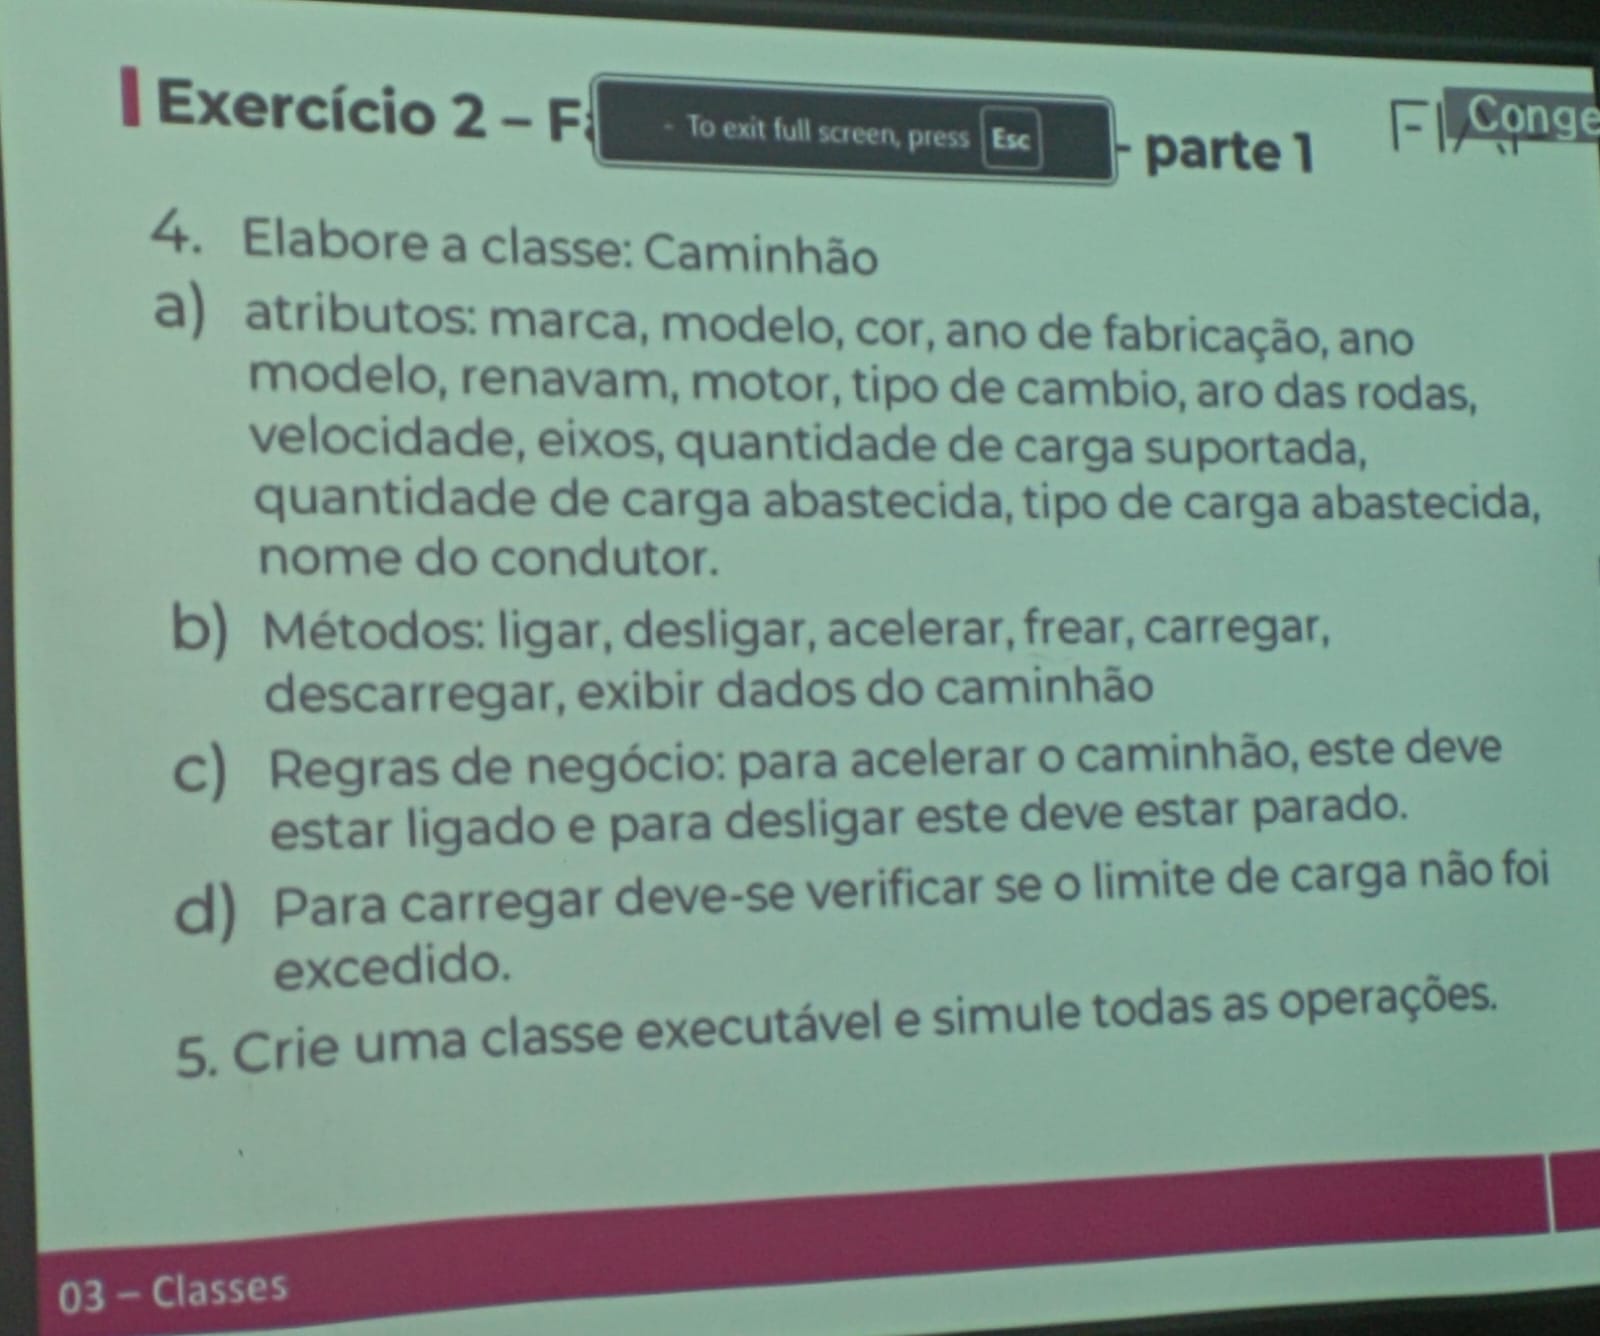 Exercício 2 – F
- To exit full screen, press Esc
- parte 1
FIAP
Conge
4. Elabore a classe: Caminhão
a) atributos: marca, modelo, cor, ano de fabricação, ano
modelo, renavam, motor, tipo de cambio, aro das rodas,
velocidade, eixos, quantidade de carga suportada,
quantidade de carga abastecida, tipo de carga abastecida,
nome do condutor.
b) Métodos: ligar, desligar, acelerar, frear, carregar,
descarregar, exibir dados do caminhão
c) Regras de negócio: para acelerar o caminhão, este deve
estar ligado e para desligar este deve estar parado.
d) Para carregar deve-se verificar se o limite de carga não foi
excedido.
5. Crie uma classe executável e simule todas as operações.
03 – Classes